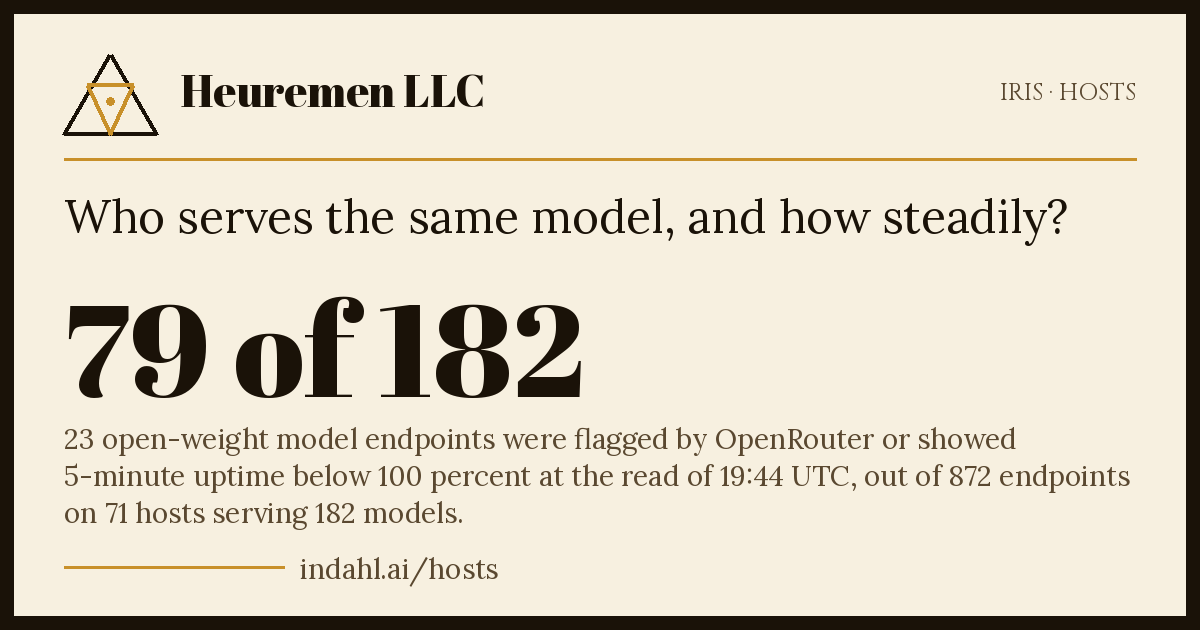 Heuremen LLC
IRIS · HOSTS
Who serves the same model, and how steadily?
79 of 182
23 open-weight model endpoints were flagged by OpenRouter or showed
5-minute uptime below 100 percent at the read of 19:44 UTC, out of 872 endpoints
on 71 hosts serving 182 models.
indahl.ai/hosts